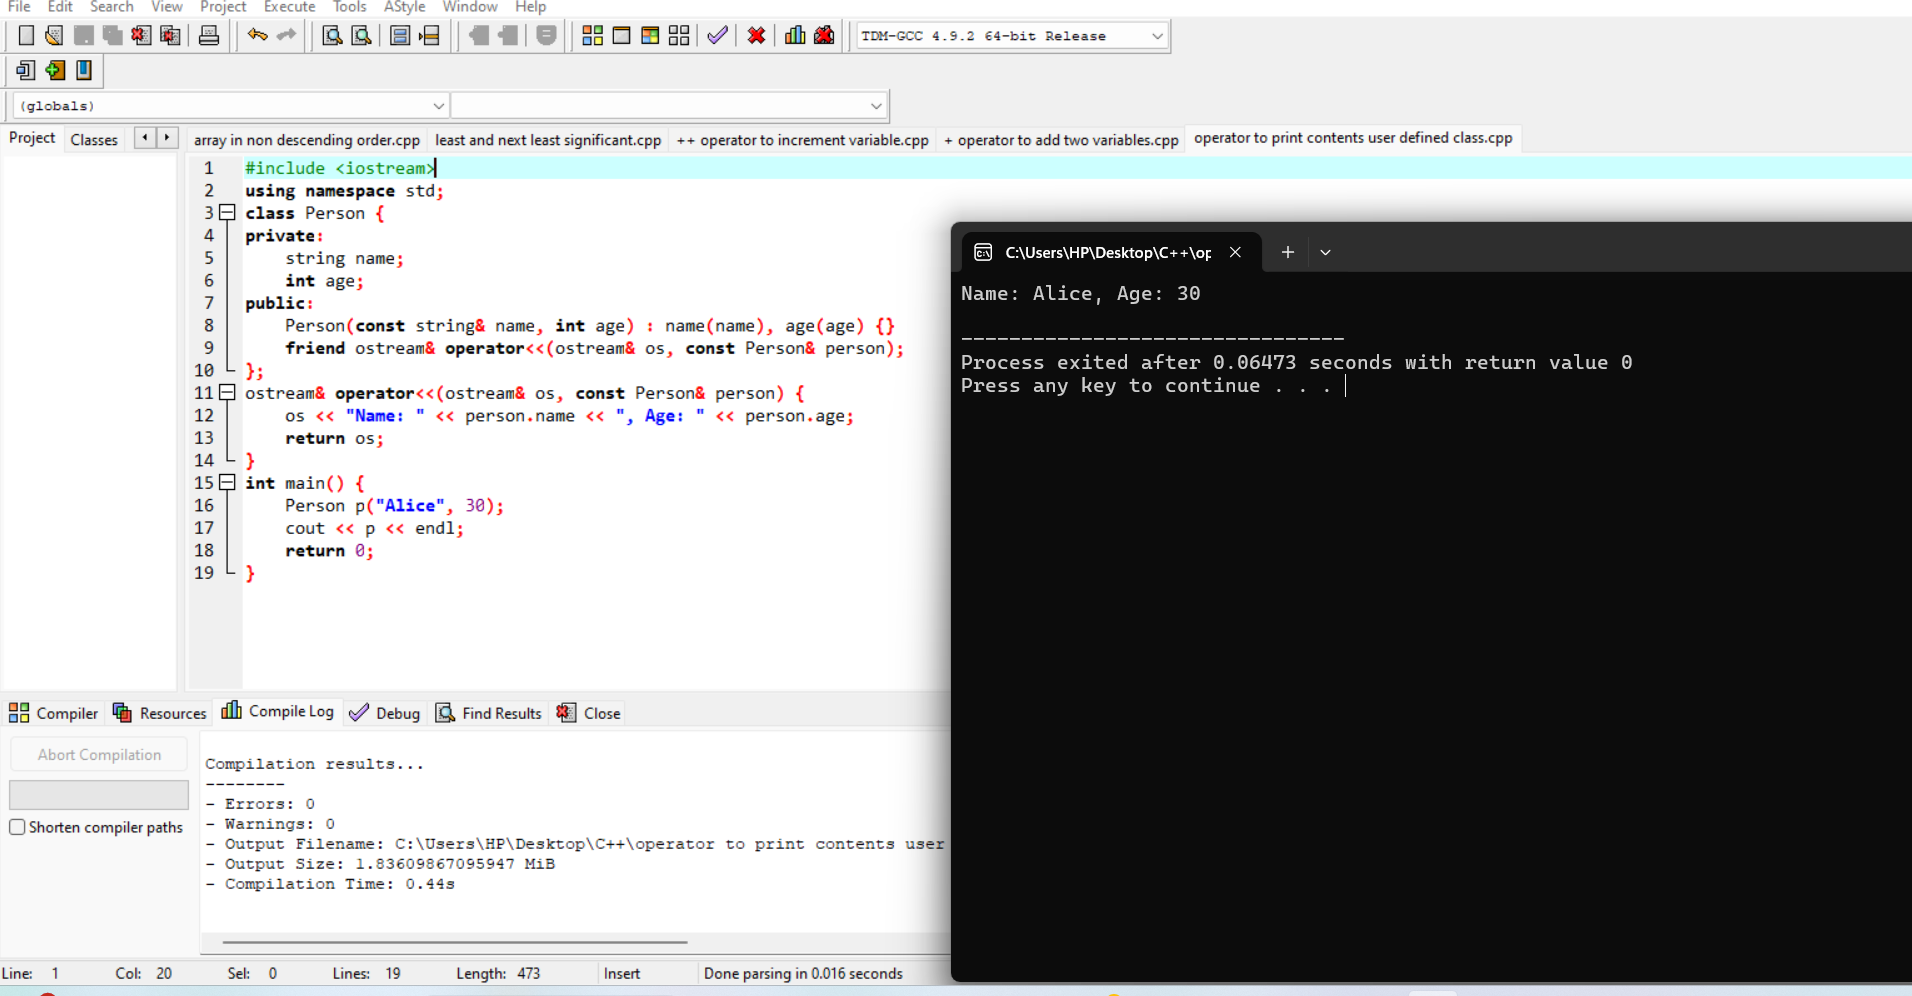 File Edit Search View Project Execute Tools AStyle Window Help
TDM-GCC 4.9.2 64-bit Release
(globals)
Project Classes array in non descending order.cpp least and next least significant.cpp ++ operator to increment variable.cpp + operator to add two variables.cpp operator to print contents user defined class.cpp
1 #include <iostream>
2 using namespace std;
3 class Person {
4 private:
5 string name;
6 int age;
7 public:
8 Person(const string& name, int age) : name(name), age(age) {}
9 friend ostream& operator<<(ostream& os, const Person& person);
10 };
11 ostream& operator<<(ostream& os, const Person& person) {
12 os << "Name: " << person.name << ", Age: " << person.age;
13 return os;
14 }
15 int main() {
16 Person p("Alice", 30);
17 cout << p << endl;
18 return 0;
19 }
C:\Users\HP\Desktop\C++\op
Name: Alice, Age: 30
--------------------------------
Process exited after 0.06473 seconds with return value 0
Press any key to continue . . .
Compiler Resources Compile Log Debug Find Results Close
Abort Compilation
Shorten compiler paths
Compilation results...
--------
- Errors: 0
- Warnings: 0
- Output Filename: C:\Users\HP\Desktop\C++\operator to print contents user
- Output Size: 1.83609867095947 MiB
- Compilation Time: 0.44s
Line: 1 Col: 20 Sel: 0 Lines: 19 Length: 473 Insert Done parsing in 0.016 seconds